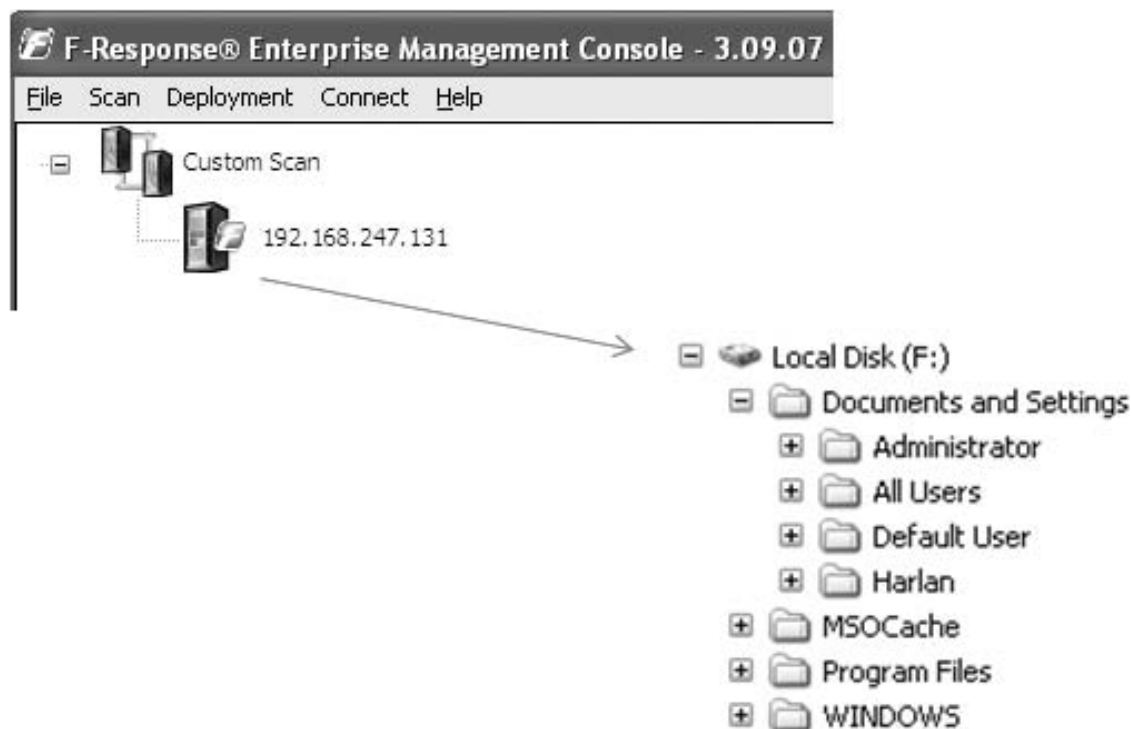 F-Response® Enterprise Management Console - 3.09.07
File Scan Deployment Connect Help
Custom Scan
192.168.247.131
Local Disk (F:)
Documents and Settings
Administrator
All Users
Default User
Harlan
MSOCache
Program Files
WINDOWS